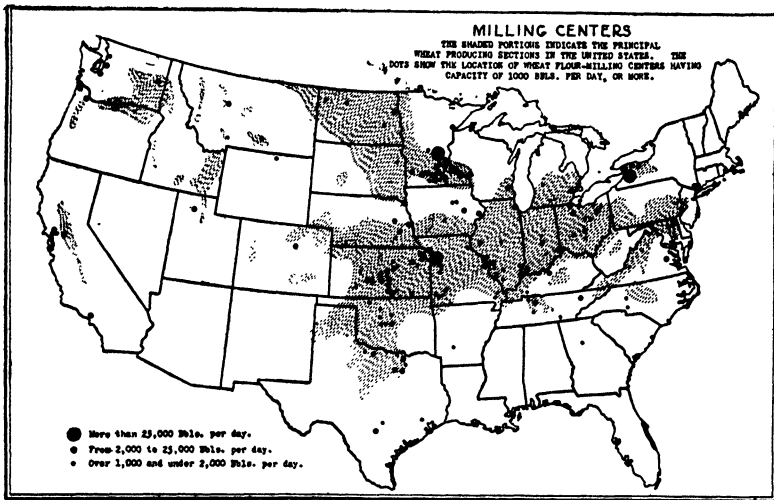 MILLING CENTERS
THE SHADED PORTIONS INDICATE THE PRINCIPAL
WHEAT PRODUCING SECTIONS IN THE UNITED STATES. THE
DOTS SHOW THE LOCATION OF WHEAT FLOUR-MILLING CENTERS HAVING
CAPACITY OF 1000 BBLS. PER DAY, OR MORE.
More than 25,000 Bbls. per day.
From 2,000 to 25,000 Bbls. per day.
Over 1,000 and under 2,000 Bbls. per day.